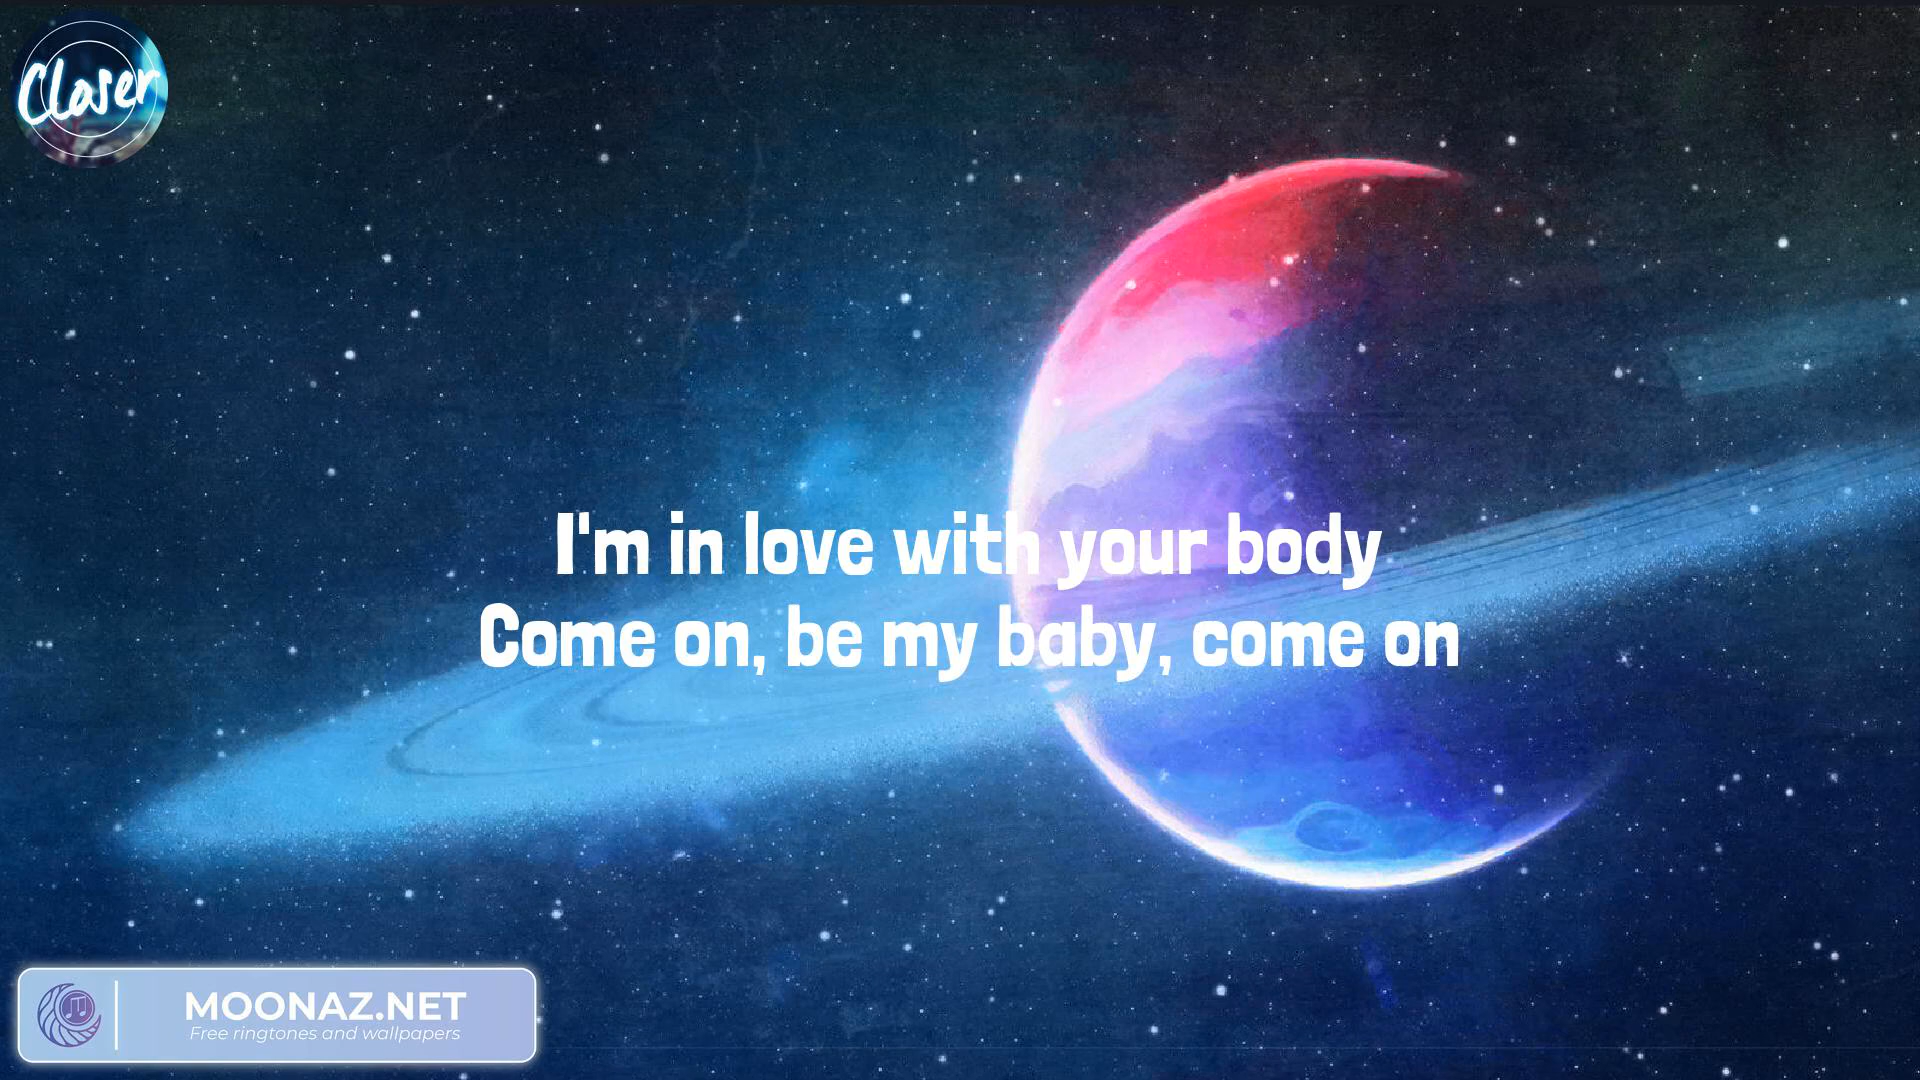 Closer
I'm in love with your body
Come on, be my baby, come on
MOONAZ.NET
Free ringtones and wallpapers